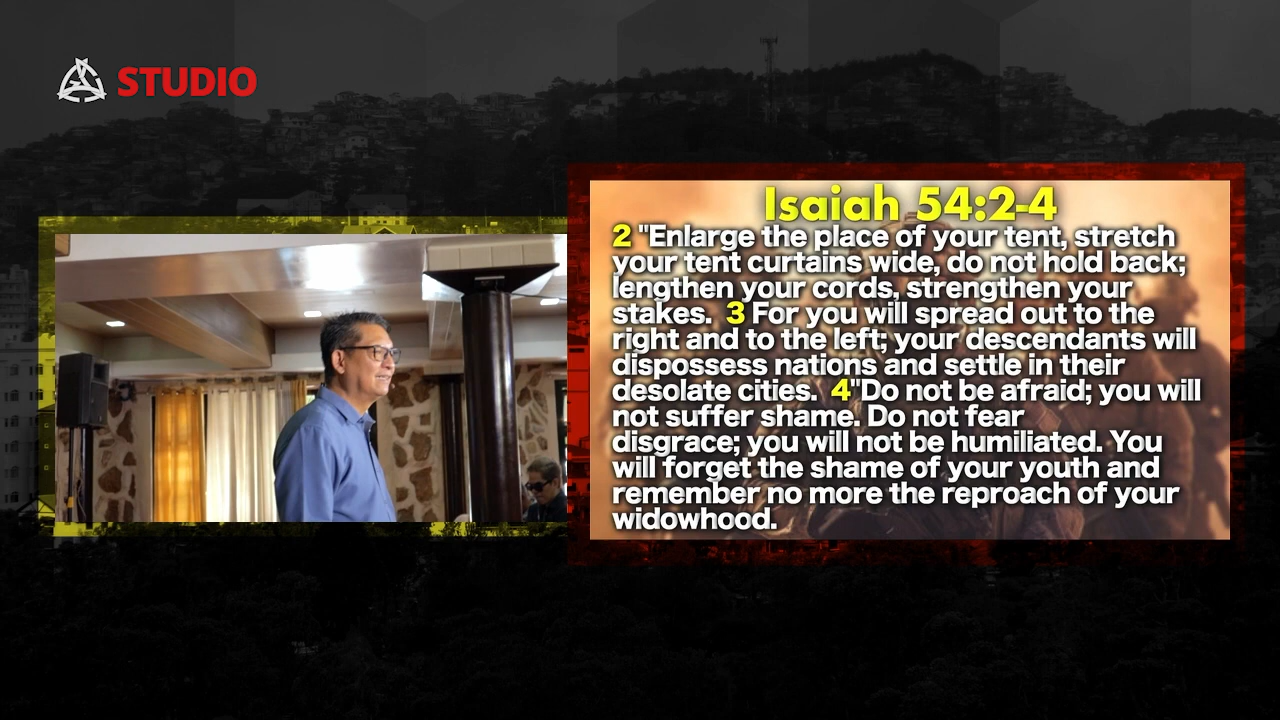 STUDIO
Isaiah 54:2-4
2 "Enlarge the place of your tent, stretch
your tent curtains wide, do not hold back;
lengthen your cords, strengthen your
stakes. 3 For you will spread out to the
right and to the left; your descendants will
dispossess nations and settle in their
desolate cities. 4"Do not be afraid; you will
not suffer shame. Do not fear
disgrace; you will not be humiliated. You
will forget the shame of your youth and
remember no more the reproach of your
widowhood.